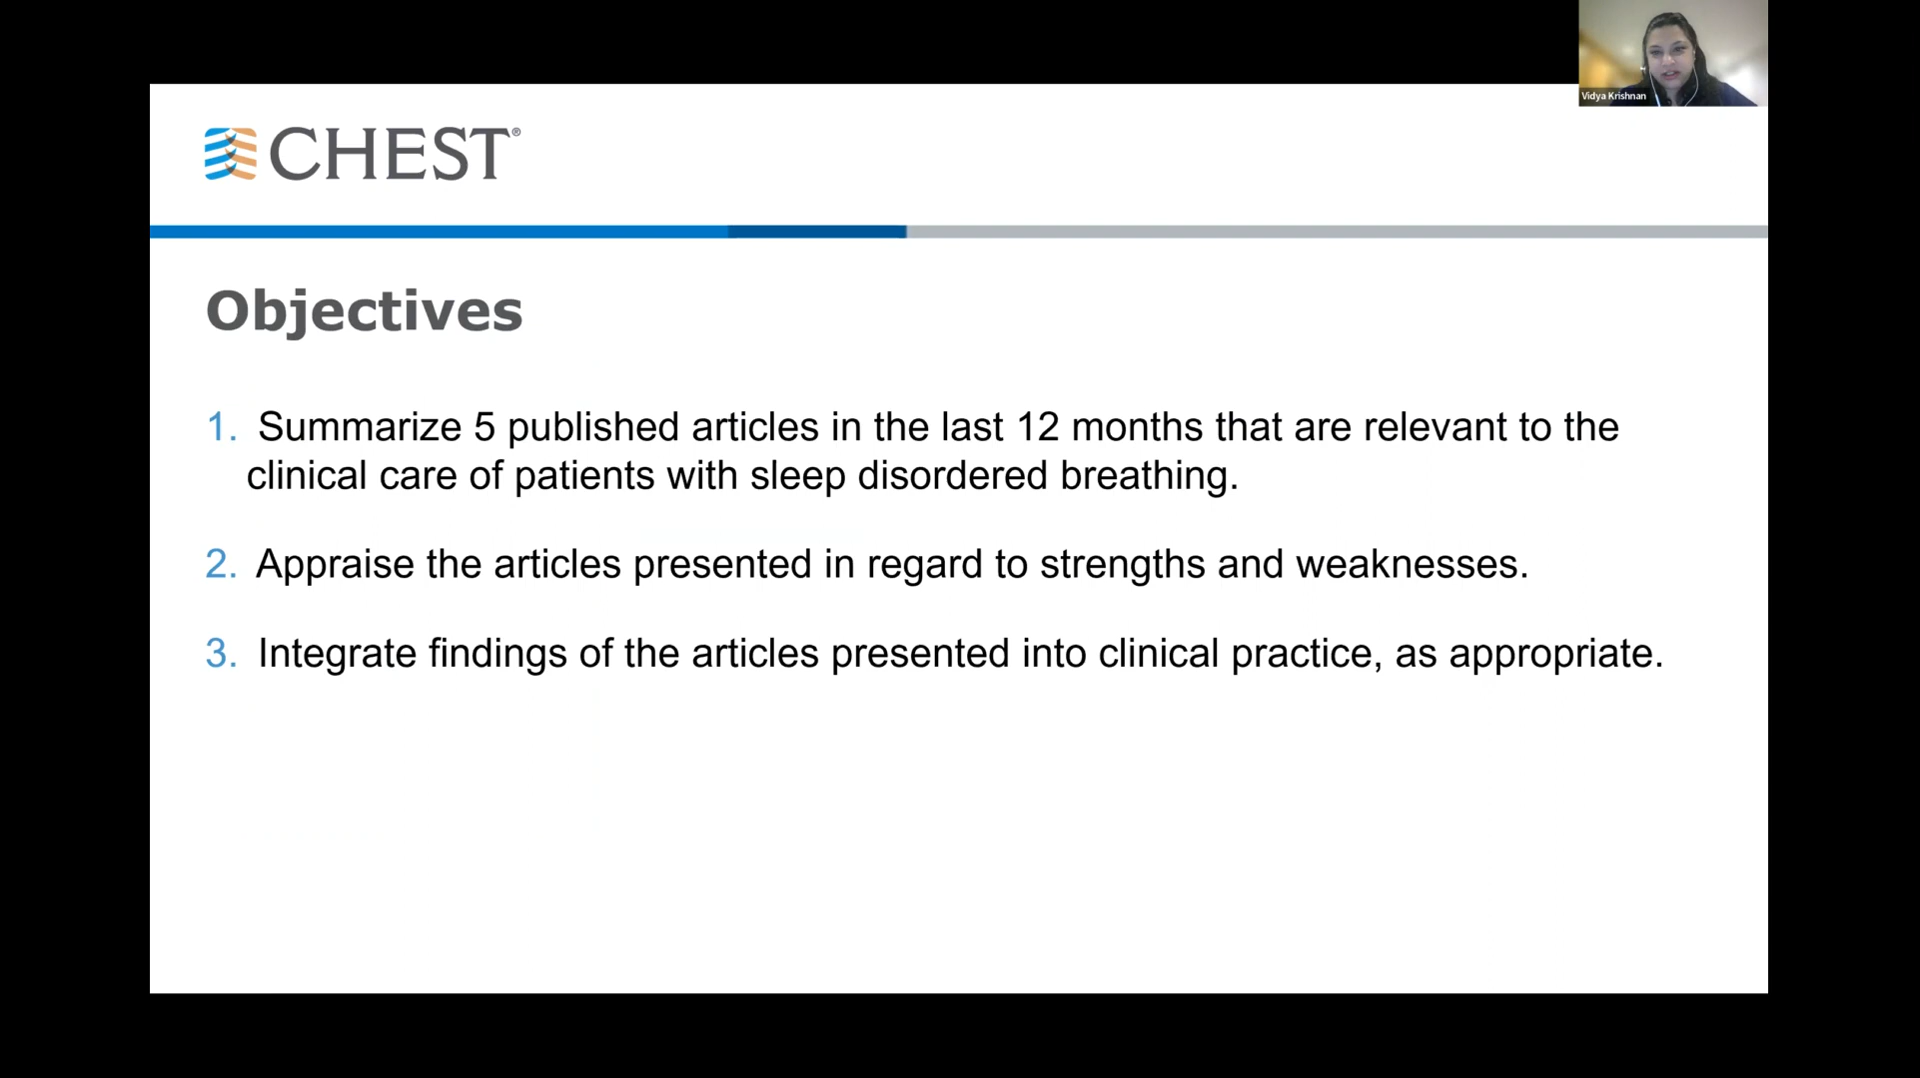 Vidya Krishnan
CHEST®
Objectives
1. Summarize 5 published articles in the last 12 months that are relevant to the
clinical care of patients with sleep disordered breathing.
2. Appraise the articles presented in regard to strengths and weaknesses.
3. Integrate findings of the articles presented into clinical practice, as appropriate.